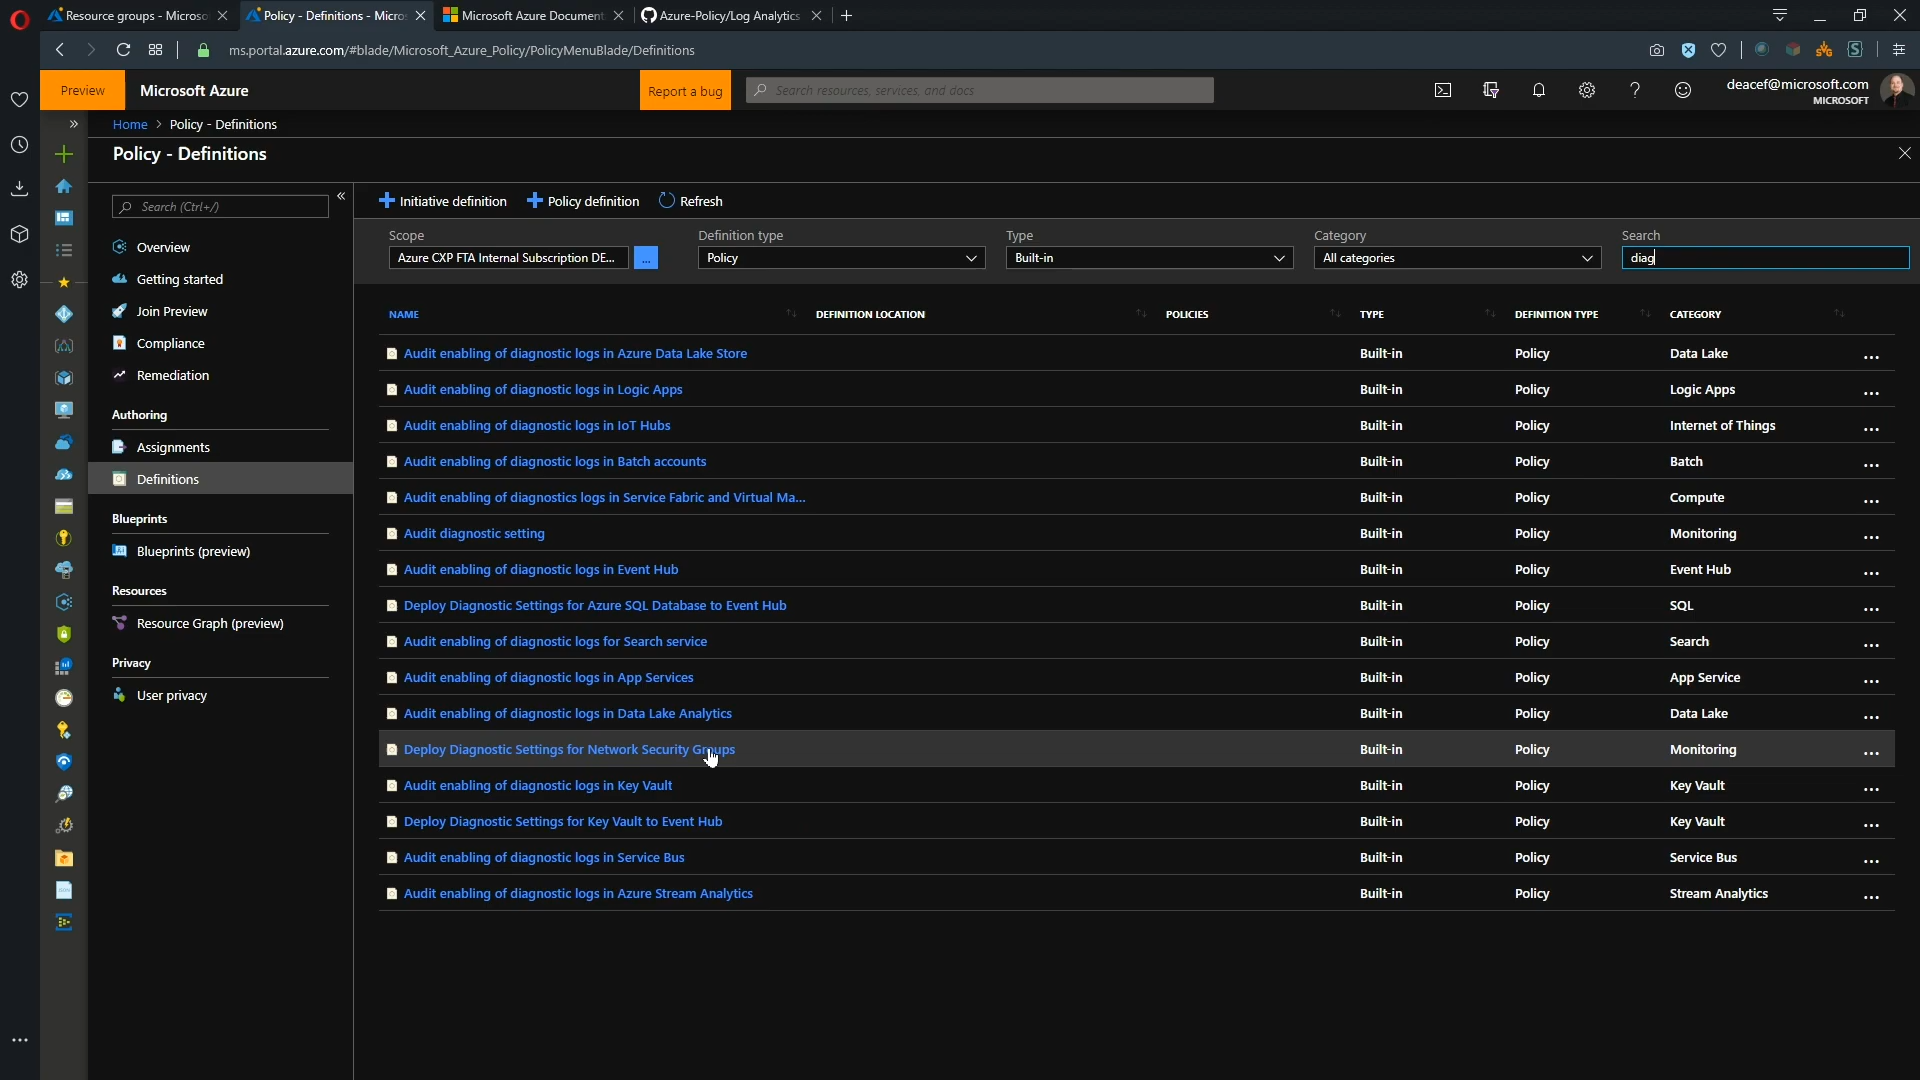 Resource groups - Microso
Policy - Definitions - Micro
Microsoft Azure Document
Azure-Policy/Log Analytics
ms.portal.azure.com/#blade/Microsoft_Azure_Policy/PolicyMenuBlade/Definitions
Preview
Microsoft Azure
Report a bug
Search resources, services, and docs
deacef@microsoft.com
MICROSOFT
Home > Policy - Definitions
Policy - Definitions
Search (Ctrl+/)
Overview
Getting started
Join Preview
Compliance
Remediation
Authoring
Assignments
Definitions
Blueprints
Blueprints (preview)
Resources
Resource Graph (preview)
Privacy
User privacy
Initiative definition Policy definition Refresh
Scope Definition type Type Category Search
Azure CXP FTA Internal Subscription DE... ... Policy Built-in All categories diag
NAME DEFINITION LOCATION POLICIES TYPE DEFINITION TYPE CATEGORY
Audit enabling of diagnostic logs in Azure Data Lake Store Built-in Policy Data Lake ...
Audit enabling of diagnostic logs in Logic Apps Built-in Policy Logic Apps ...
Audit enabling of diagnostic logs in IoT Hubs Built-in Policy Internet of Things ...
Audit enabling of diagnostic logs in Batch accounts Built-in Policy Batch ...
Audit enabling of diagnostics logs in Service Fabric and Virtual Ma... Built-in Policy Compute ...
Audit diagnostic setting Built-in Policy Monitoring ...
Audit enabling of diagnostic logs in Event Hub Built-in Policy Event Hub ...
Deploy Diagnostic Settings for Azure SQL Database to Event Hub Built-in Policy SQL ...
Audit enabling of diagnostic logs for Search service Built-in Policy Search ...
Audit enabling of diagnostic logs in App Services Built-in Policy App Service ...
Audit enabling of diagnostic logs in Data Lake Analytics Built-in Policy Data Lake ...
Deploy Diagnostic Settings for Network Security Groups Built-in Policy Monitoring ...
Audit enabling of diagnostic logs in Key Vault Built-in Policy Key Vault ...
Deploy Diagnostic Settings for Key Vault to Event Hub Built-in Policy Key Vault ...
Audit enabling of diagnostic logs in Service Bus Built-in Policy Service Bus ...
Audit enabling of diagnostic logs in Azure Stream Analytics Built-in Policy Stream Analytics ...